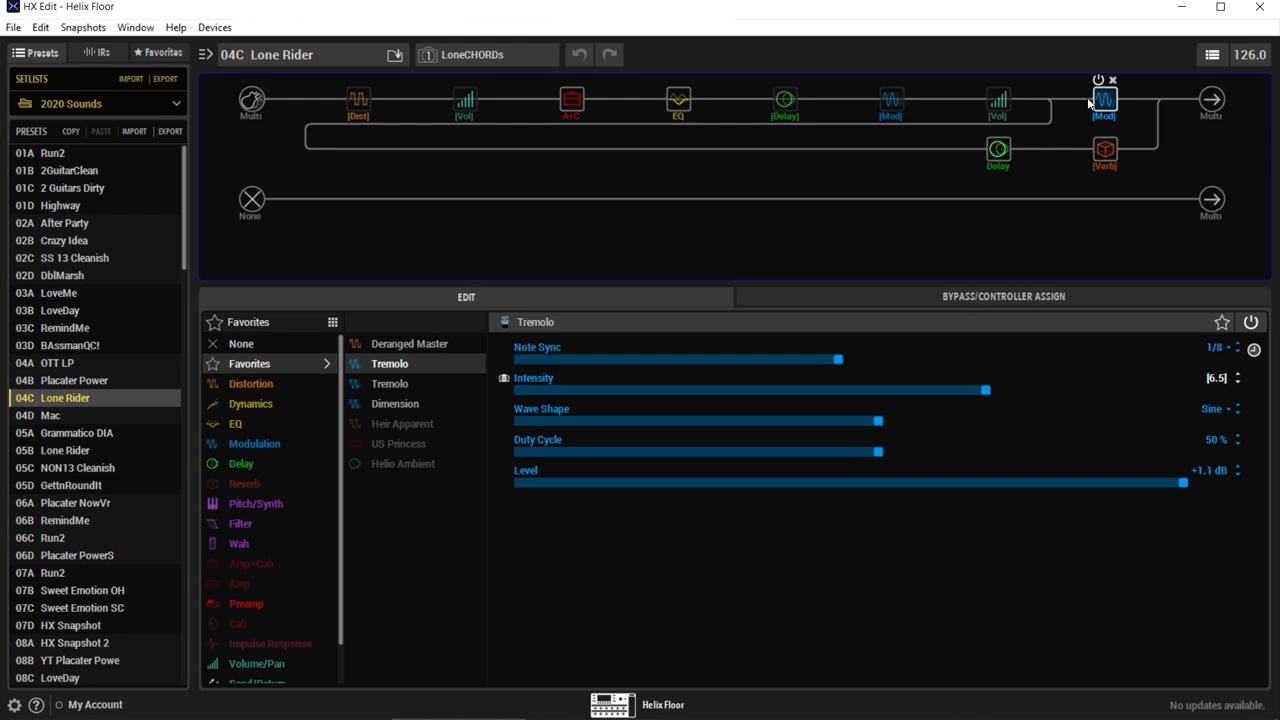 HX Edit - Helix Floor
File Edit Snapshots Window Help Devices
Presets IRs Favorites
04C Lone Rider
1 LoneCHORDs
126.0
SETLISTS IMPORT EXPORT
2020 Sounds
PRESETS COPY PASTE IMPORT EXPORT
01A Run2
01B 2GuitarClean
01C 2 Guitars Dirty
01D Highway
02A After Party
02B Crazy Idea
02C SS 13 Cleanish
02D DblMarsh
03A LoveMe
03B LoveDay
03C RemindMe
03D BAssmanQC!
04A OTT LP
04B Placater Power
04C Lone Rider
04D Mac
05A Grammatico DIA
05B Lone Rider
05C NON13 Cleanish
05D GettnRoundIt
06A Placater NowVr
06B RemindMe
06C Run2
06D Placater PowerS
07A Run2
07B Sweet Emotion OH
07C Sweet Emotion SC
07D HX Snapshot
08A HX Snapshot 2
08B YT Placater Powe
08C LoveDay
Multi [Dist] [Vol] A+C EQ [Delay] [Mod] [Vol] [Mod] Multi
Delay [Verb]
None Multi
EDIT BYPASS/CONTROLLER ASSIGN
Favorites
None
Favorites
Distortion
Dynamics
EQ
Modulation
Delay
Reverb
Pitch/Synth
Filter
Wah
Amp+Cab
Amp
Preamp
Cab
Impulse Response
Volume/Pan
Send/Return
Deranged Master
Tremolo
Tremolo
Dimension
Heir Apparent
US Princess
Helio Ambient
Tremolo
Note Sync 1/8
Intensity [6.5]
Wave Shape Sine
Duty Cycle 50 %
Level +1.1 dB
My Account
Helix Floor
No updates available.